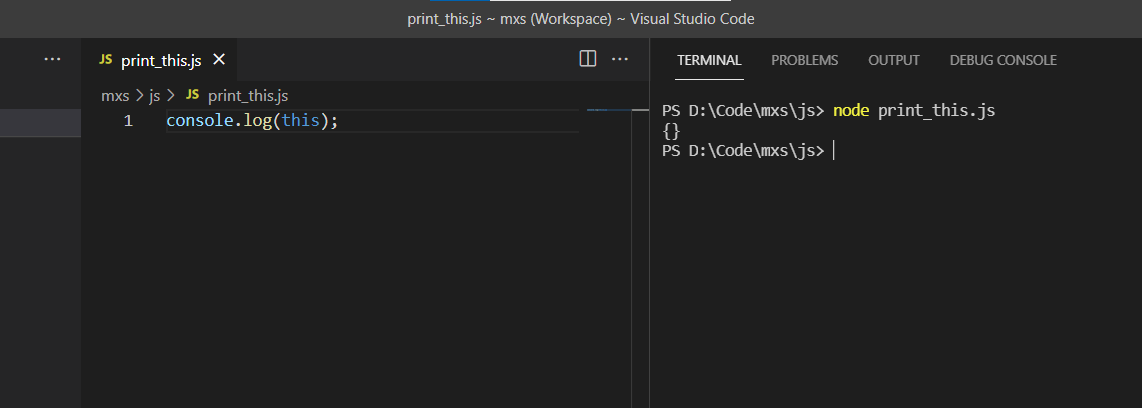 print_this.js ~ mxs (Workspace) ~ Visual Studio Code
JS print_this.js
mxs > js > JS print_this.js
1 console.log(this);
TERMINAL PROBLEMS OUTPUT DEBUG CONSOLE
PS D:\Code\mxs\js> node print_this.js
{}
PS D:\Code\mxs\js>